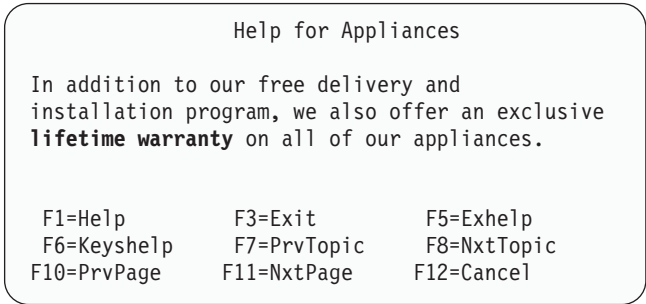 Help for Appliances
In addition to our free delivery and
installation program, we also offer an exclusive
lifetime warranty on all of our appliances.
F1=Help F3=Exit F5=Exhelp
F6=Keyshelp F7=PrvTopic F8=NxtTopic
F10=PrvPage F11=NxtPage F12=Cancel